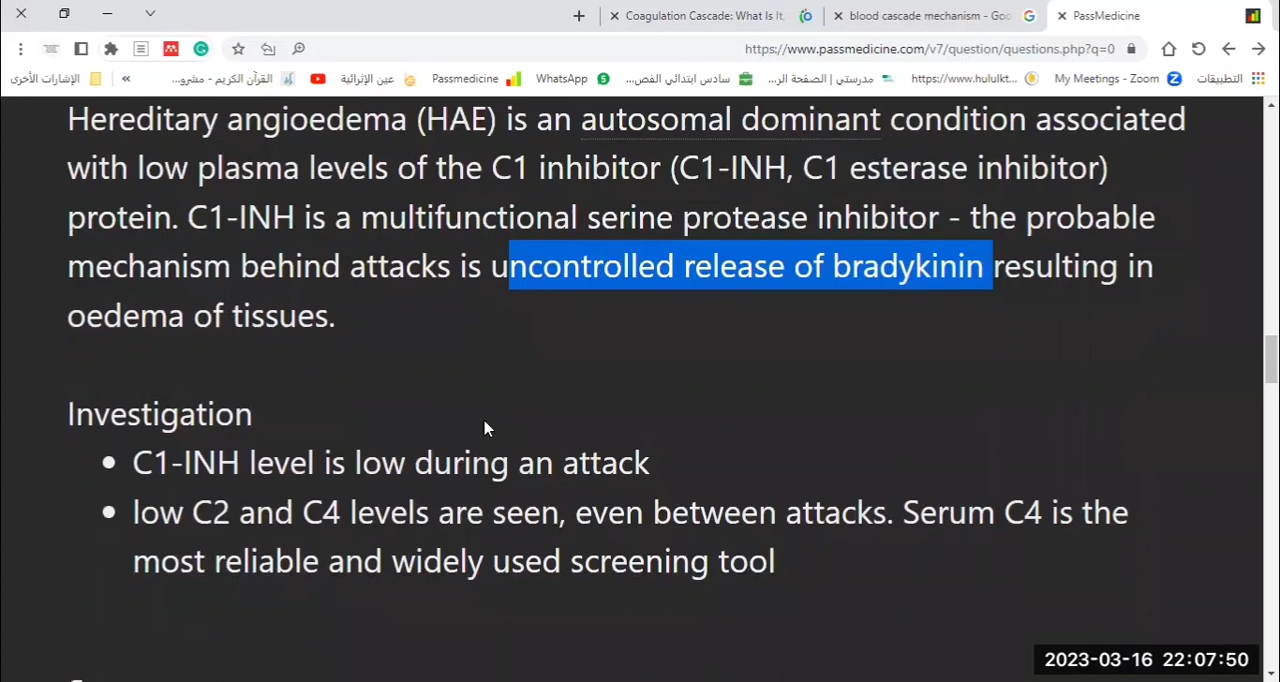 Coagulation Cascade: What Is It,
blood cascade mechanism - Goo
PassMedicine
https://www.passmedicine.com/v7/question/questions.php?q=0
الإشارات الأخرى
»
القرآن الكريم - مشرو...
عين الإثرائية
Passmedicine
WhatsApp
سادس ابتدائي الفص...
مدرستي | الصفحة الر...
https://www.hululkt...
My Meetings - Zoom
التطبيقات
Hereditary angioedema (HAE) is an autosomal dominant condition associated
with low plasma levels of the C1 inhibitor (C1-INH, C1 esterase inhibitor)
protein. C1-INH is a multifunctional serine protease inhibitor - the probable
mechanism behind attacks is uncontrolled release of bradykinin resulting in
oedema of tissues.
Investigation
• C1-INH level is low during an attack
• low C2 and C4 levels are seen, even between attacks. Serum C4 is the
most reliable and widely used screening tool
2023-03-16 22:07:50